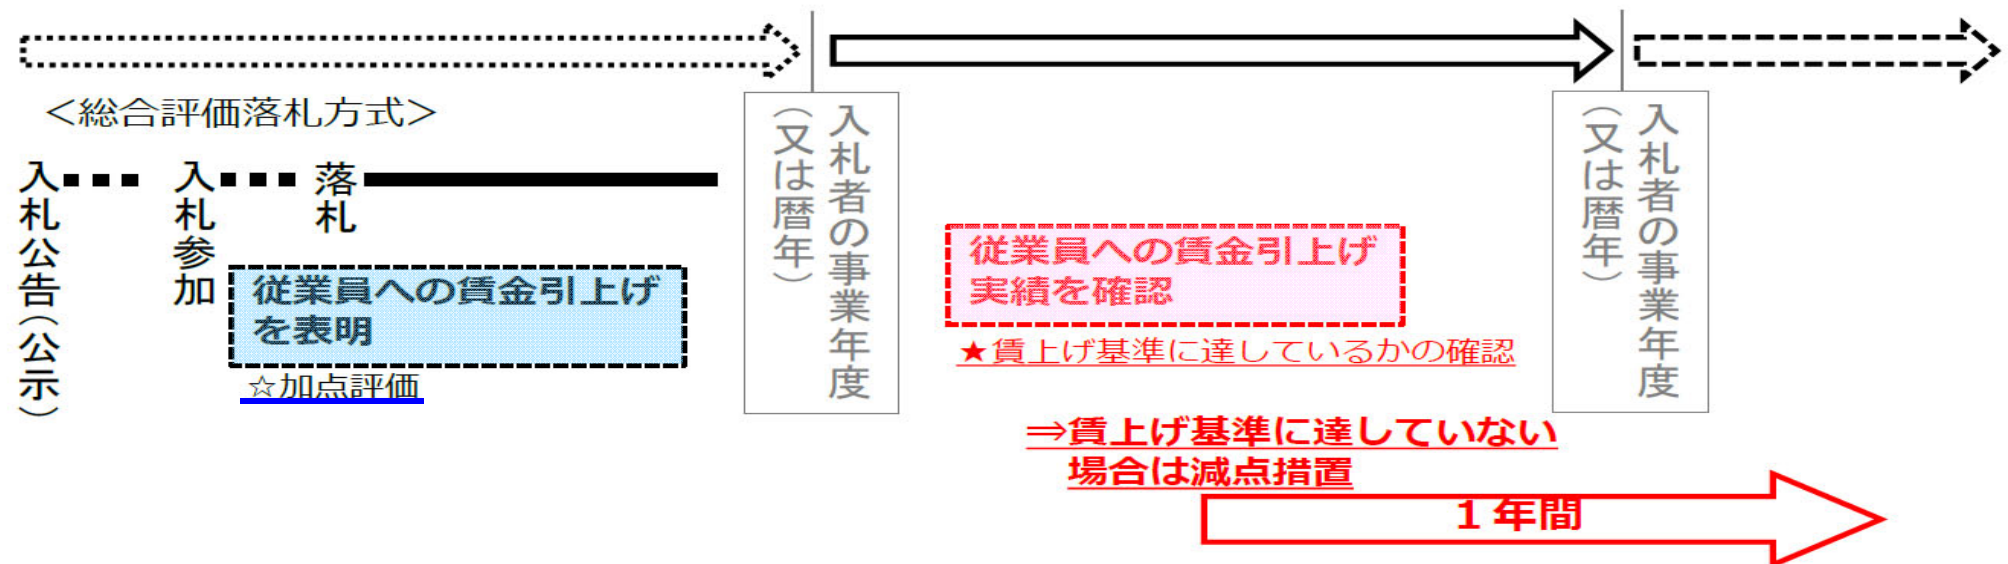 ＜総合評価落札方式＞
入札公告（公示）
入札参加
落札
従業員への賃金引上げ
を表明
☆加点評価
入札者の事業年度
（又は暦年）
従業員への賃金引上げ
実績を確認
★賃上げ基準に達しているかの確認
⇒賃上げ基準に達していない
場合は減点措置
１年間
入札者の事業年度
（又は暦年）